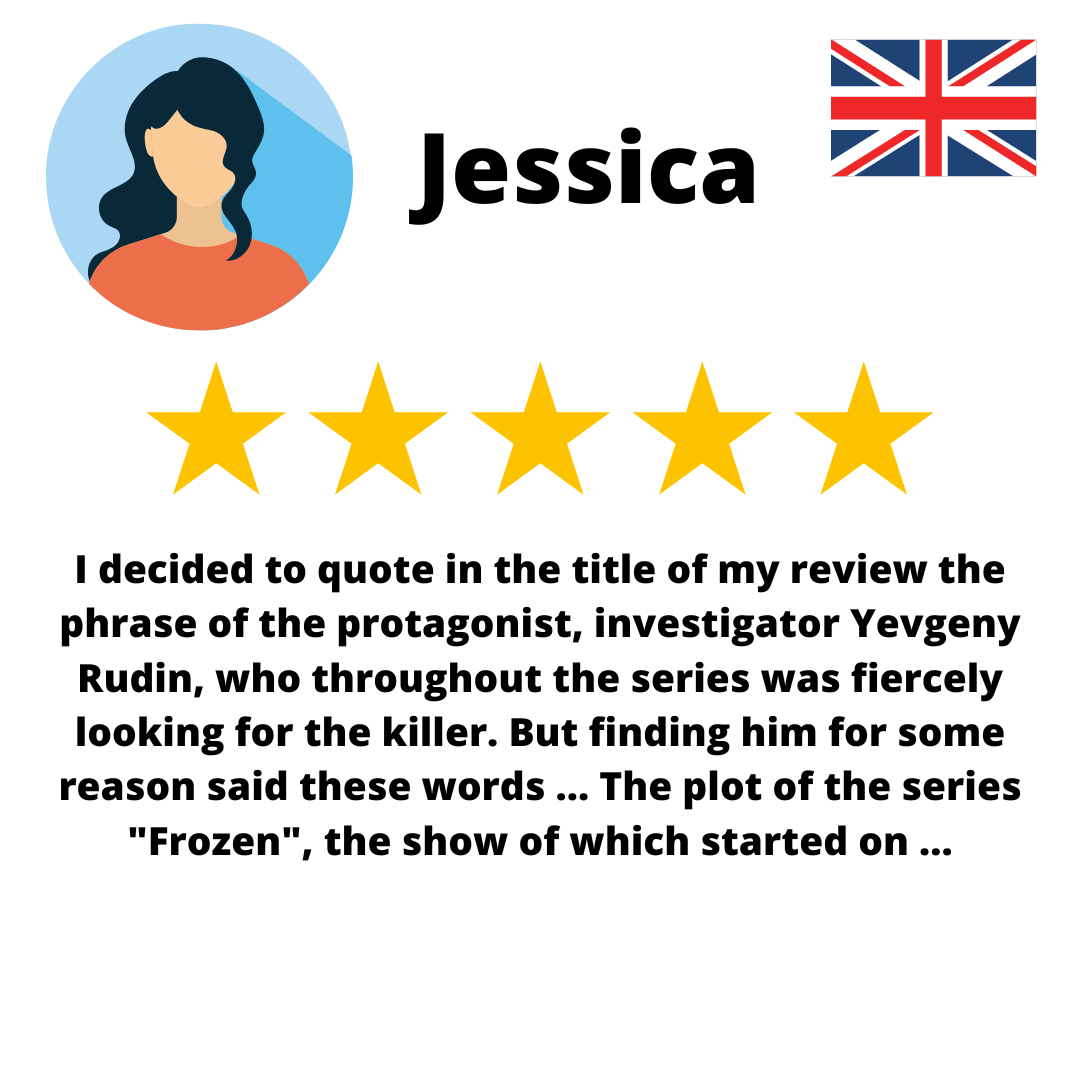 Jessica
I decided to quote in the title of my review the
phrase of the protagonist, investigator Yevgeny
Rudin, who throughout the series was fiercely
looking for the killer. But finding him for some
reason said these words ... The plot of the series
"Frozen", the show of which started on ...